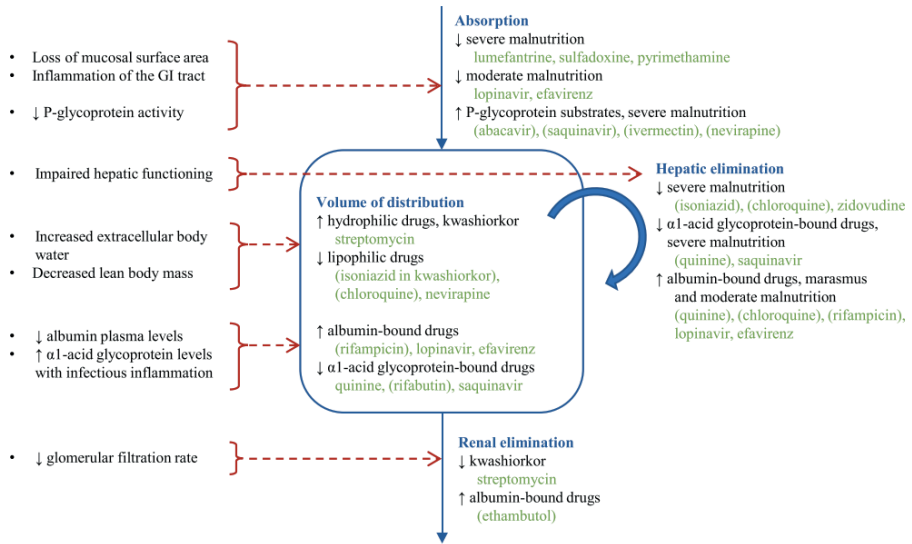 Absorption
↓ severe malnutrition
lumefantrine, sulfadoxine, pyrimethamine
↓ moderate malnutrition
lopinavir, efavirenz
↑ P-glycoprotein substrates, severe malnutrition
(abacavir), (saquinavir), (ivermectin), (nevirapine)
• Loss of mucosal surface area
• Inflammation of the GI tract
• ↓ P-glycoprotein activity
• Impaired hepatic functioning
Hepatic elimination
↓ severe malnutrition
(isoniazid), (chloroquine), zidovudine
↓ α1-acid glycoprotein-bound drugs,
severe malnutrition
(quinine), saquinavir
↑ albumin-bound drugs, marasmus
and moderate malnutrition
(quinine), (chloroquine), (rifampicin),
lopinavir, efavirenz
Volume of distribution
↑ hydrophilic drugs, kwashiorkor
streptomycin
↓ lipophilic drugs
(isoniazid in kwashiorkor),
(chloroquine), nevirapine
↑ albumin-bound drugs
(rifampicin), lopinavir, efavirenz
↓ α1-acid glycoprotein-bound drugs
quinine, (rifabutin), saquinavir
• Increased extracellular body
water
• Decreased lean body mass
• ↓ albumin plasma levels
• ↑ α1-acid glycoprotein levels
with infectious inflammation
• ↓ glomerular filtration rate
Renal elimination
↓ kwashiorkor
streptomycin
↑ albumin-bound drugs
(ethambutol)